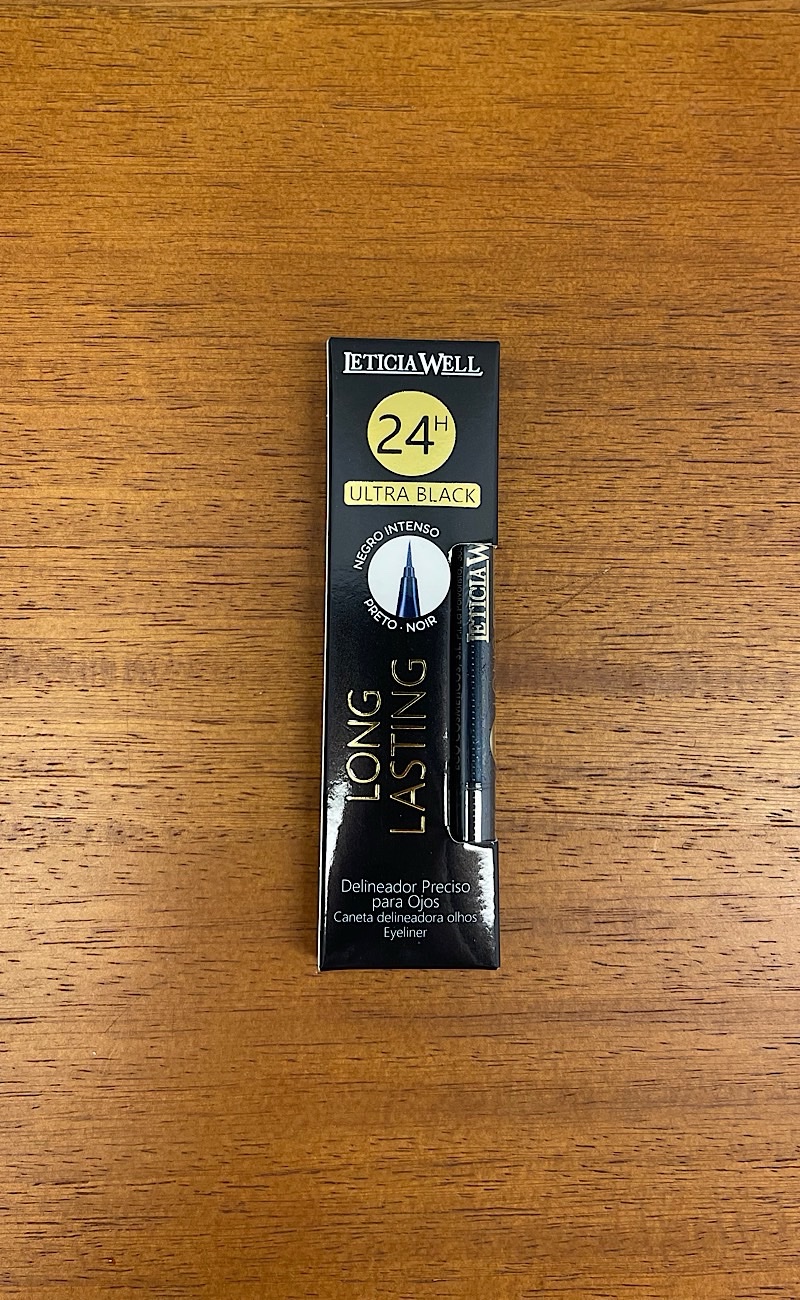 LETICIA WELL
24H
ULTRA BLACK
NEGRO INTENSO
PRETO · NOIR
LONG
LASTING
LETICIA W
Delineador Preciso
para Ojos
Caneta delineadora olhos
Eyeliner